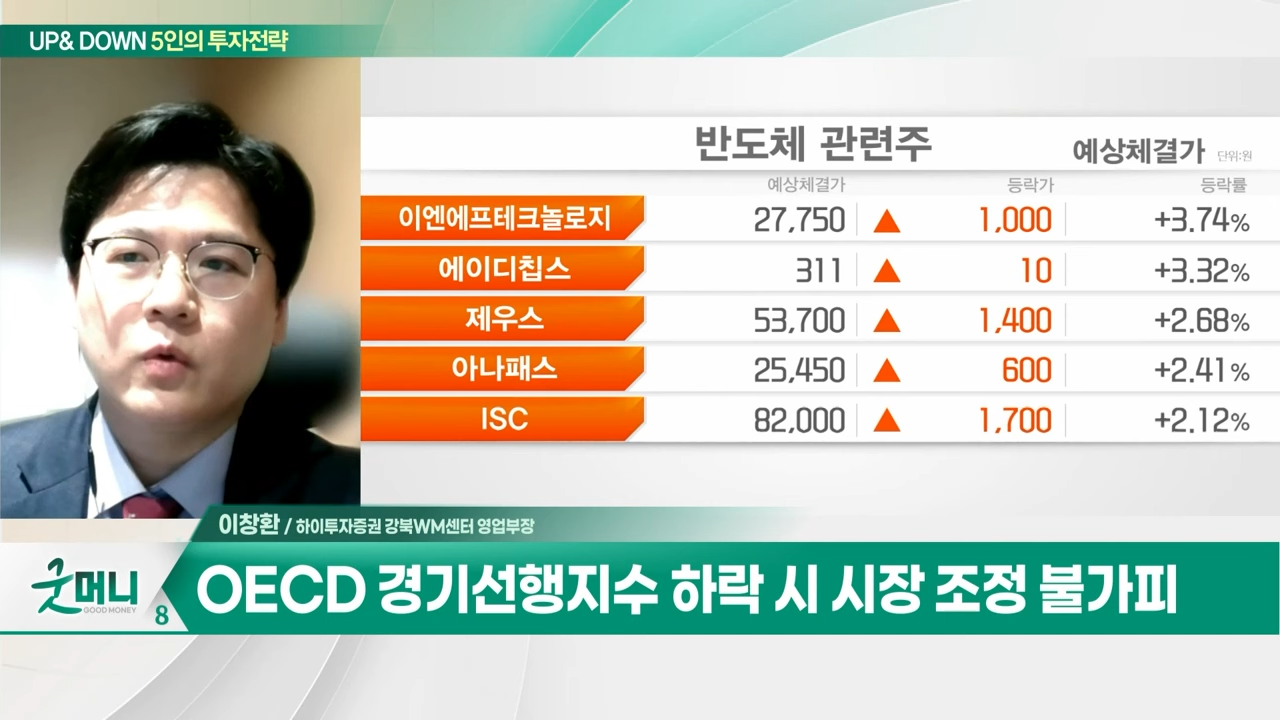 UP& DOWN 5인의 투자전략
반도체 관련주
예상체결가 단위:원
예상체결가 등락가 등락률
이엔에프테크놀로지 27,750 ▲ 1,000 +3.74%
에이디칩스 311 ▲ 10 +3.32%
제우스 53,700 ▲ 1,400 +2.68%
아나패스 25,450 ▲ 600 +2.41%
ISC 82,000 ▲ 1,700 +2.12%
이창환 / 하이투자증권 강북WM센터 영업부장
굿머니
GOOD MONEY
8
OECD 경기선행지수 하락 시 시장 조정 불가피